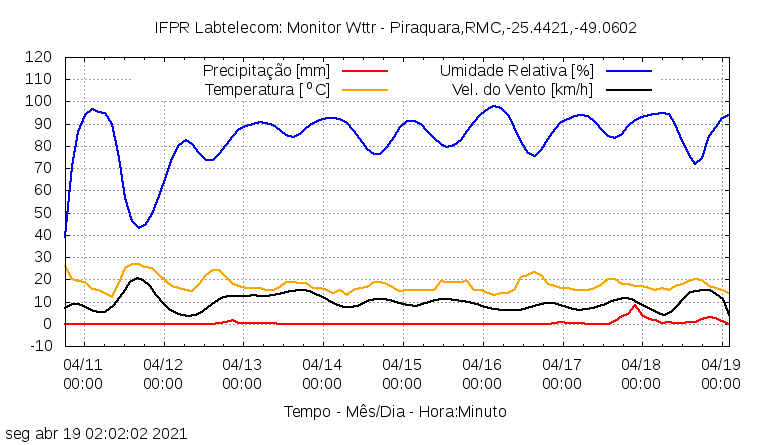 IFPR Labtelecom: Monitor Wttr - Piraquara,RMC,-25.4421,-49.0602
Precipitação [mm]
Temperatura [⁰C]
Umidade Relativa [%]
Vel. do Vento [km/h]
120
110
100
90
80
70
60
50
40
30
20
10
0
-10
04/11 04/12 04/13 04/14 04/15 04/16 04/17 04/18 04/19
00:00 00:00 00:00 00:00 00:00 00:00 00:00 00:00 00:00
Tempo - Mês/Dia - Hora:Minuto
seg abr 19 02:02:02 2021